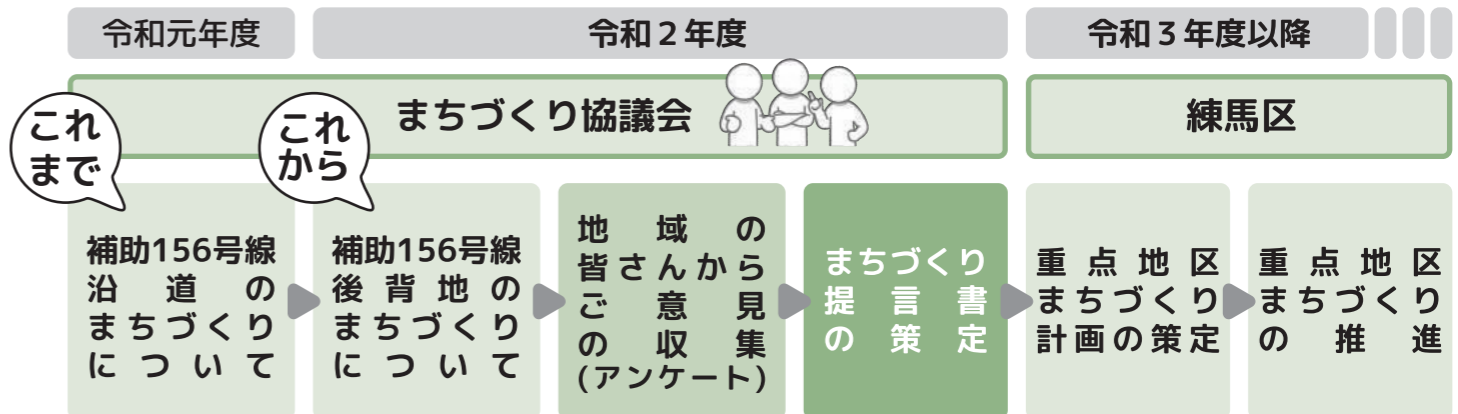 令和元年度
令和２年度
令和３年度以降
まちづくり協議会
練馬区
これ
まで
これ
から
補助156号線
沿道の
まちづくり
について
補助156号線
後背地の
まちづくり
について
地域の
皆さんから
ご意見
の収集
(アンケート)
まちづくり
提言書
の策定
重点地区
まちづくり
計画の策定
重点地区
まちづくり
の推進